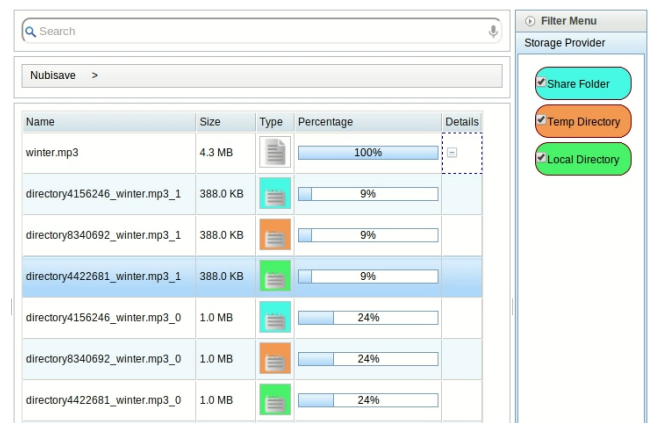 Search
Nubisave >
Name Size Type Percentage Details
winter.mp3 4.3 MB 100%
directory4156246_winter.mp3_1 388.0 KB 9%
directory8340692_winter.mp3_1 388.0 KB 9%
directory4422681_winter.mp3_1 388.0 KB 9%
directory4156246_winter.mp3_0 1.0 MB 24%
directory8340692_winter.mp3_0 1.0 MB 24%
directory4422681_winter.mp3_0 1.0 MB 24%
Filter Menu
Storage Provider
Share Folder
Temp Directory
Local Directory